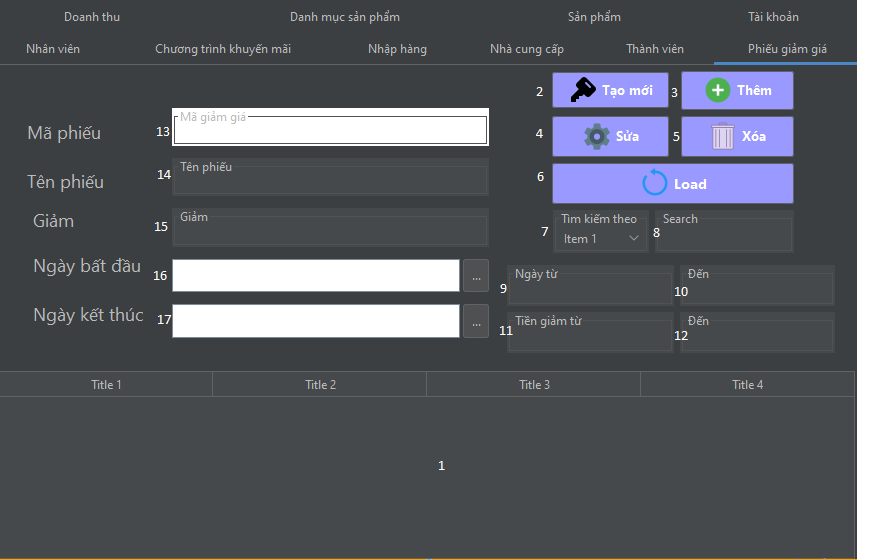 Doanh thu Danh mục sản phẩm Sản phẩm Tài khoản
Nhân viên Chương trình khuyến mãi Nhập hàng Nhà cung cấp Thành viên Phiếu giảm giá
2 Tạo mới 3 Thêm
Mã phiếu 13 Mã giảm giá
4 Sửa 5 Xóa
Tên phiếu 14 Tên phiếu
6 Load
Giảm 15 Giảm
7 Tìm kiếm theo 8 Search
Item 1
Ngày bất đầu 16 ...
9 Ngày từ 10 Đến
Ngày kết thúc 17 ...
11 Tiền giảm từ 12 Đến
Title 1 Title 2 Title 3 Title 4
1